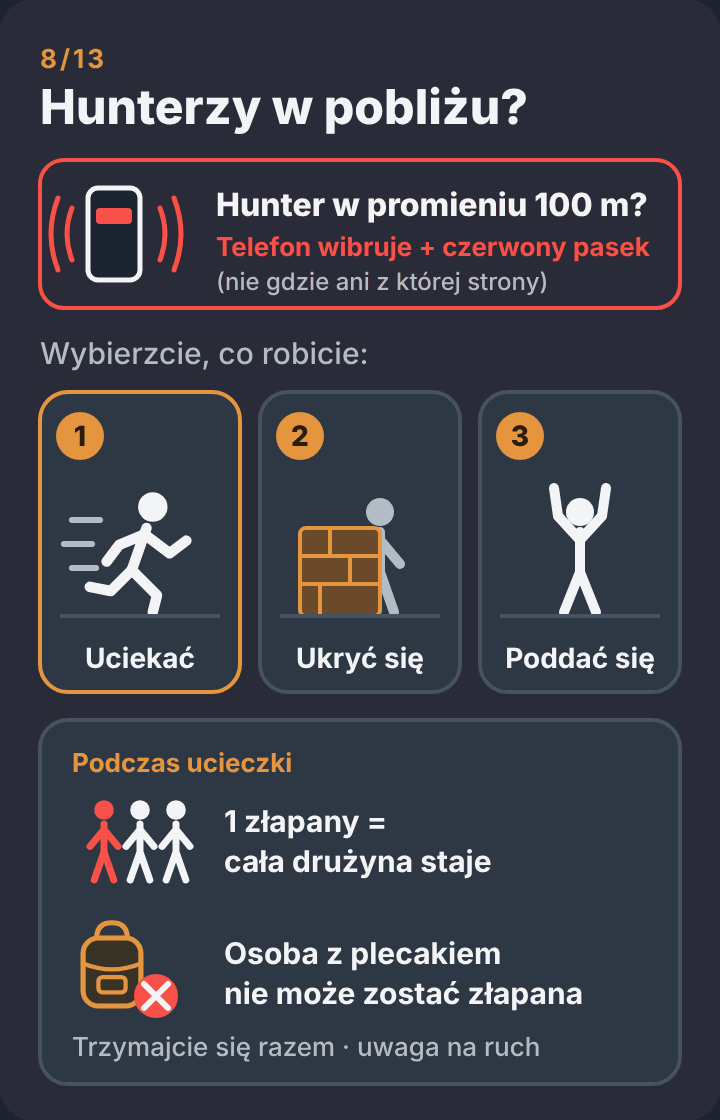 8/13
Hunterzy w pobliżu?
Hunter w promieniu 100 m?
Telefon wibruje + czerwony pasek
(nie gdzie ani z której strony)
Wybierzcie, co robicie:
1
Uciekać
2
Ukryć się
3
Poddać się
Podczas ucieczki
1 złapany =
cała drużyna staje
Osoba z plecakiem
nie może zostać złapana
Trzymajcie się razem · uwaga na ruch